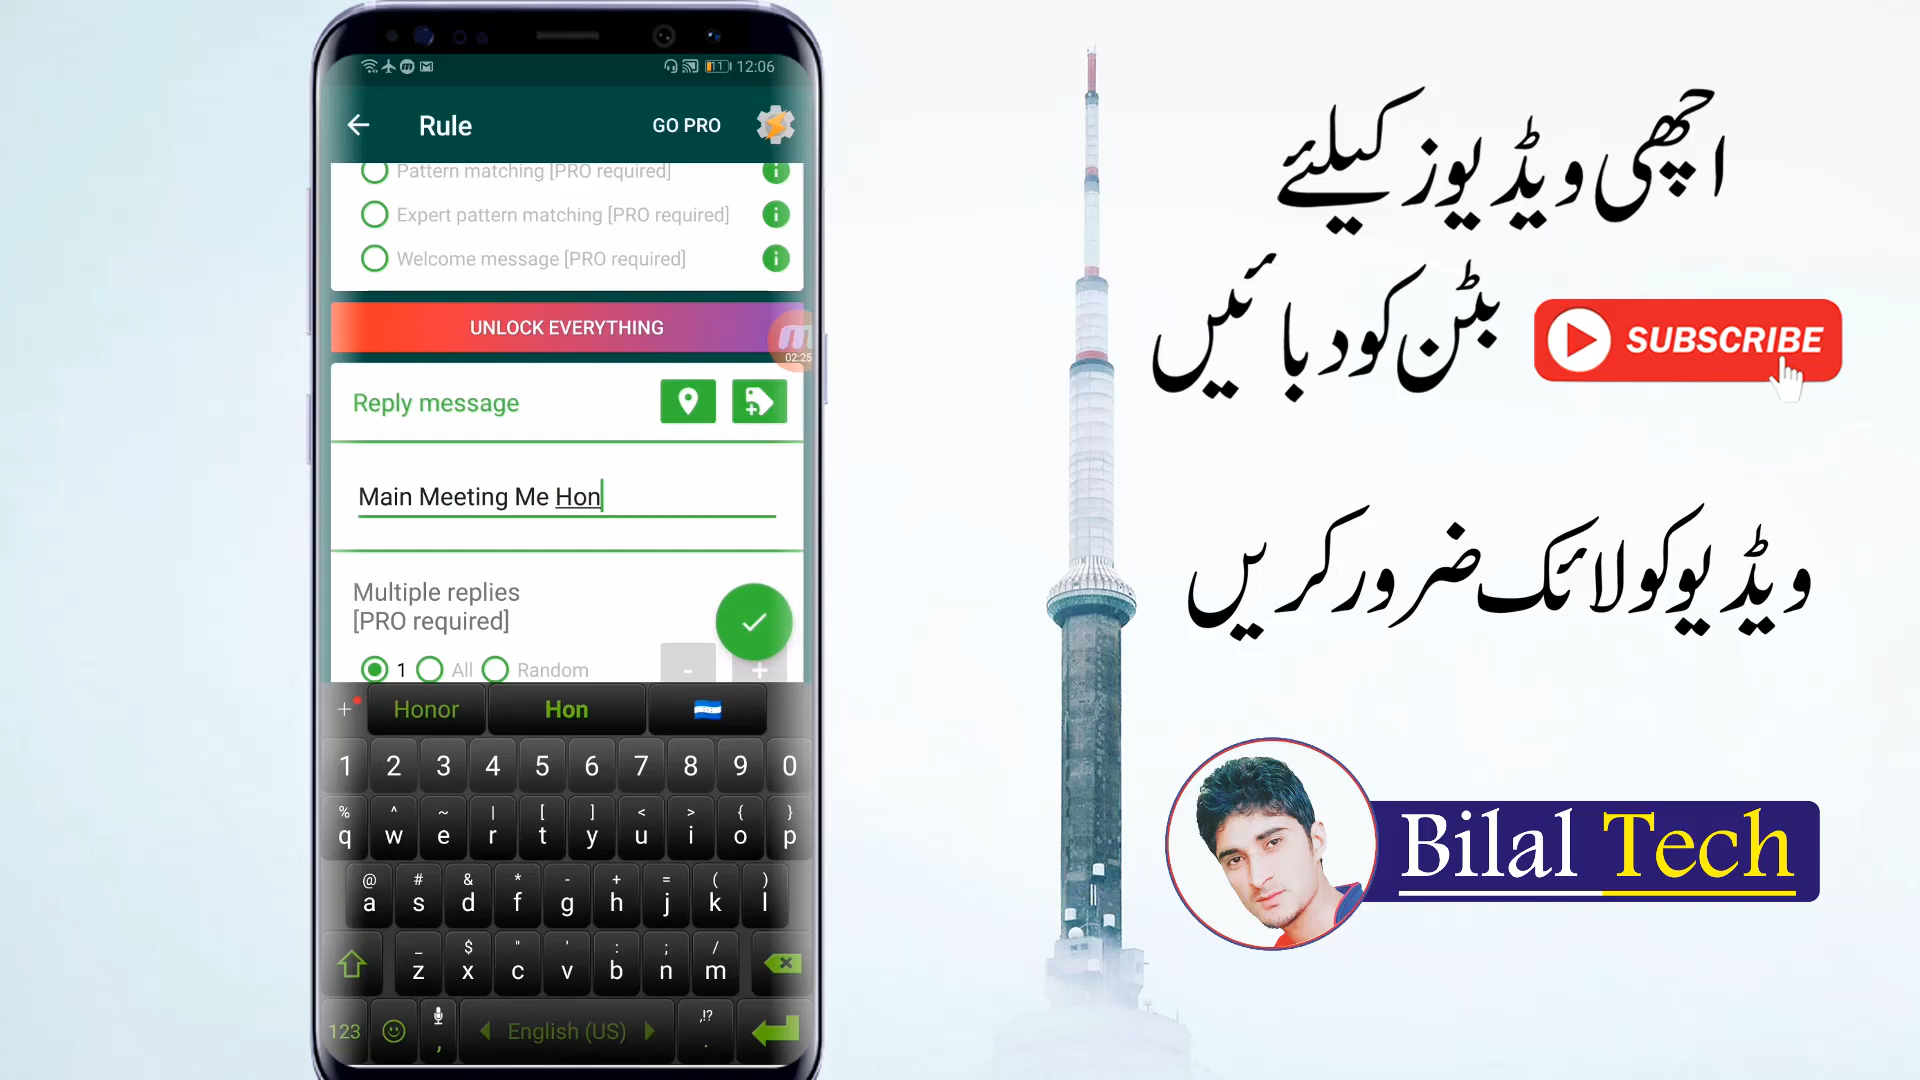 12:06
Rule GO PRO
Pattern matching [PRO required]
Expert pattern matching [PRO required]
Welcome message [PRO required]
UNLOCK EVERYTHING
02:25
Reply message
Main Meeting Me Hon
Multiple replies
[PRO required]
1 All Random
- +
+ Honor Hon
1 2 3 4 5 6 7 8 9 0
% ^ ~ | [ ] < > { }
q w e r t y u i o p
@ # & * - + = ( )
a s d f g h j k l
_ $ " ' : ; /
z x c v b n m
123 , English (US) ,!? .
اچھی ویڈیوز کیلئے
بٹن کو دبائیں
SUBSCRIBE
ویڈیو کو لائک ضرور کریں
Bilal Tech